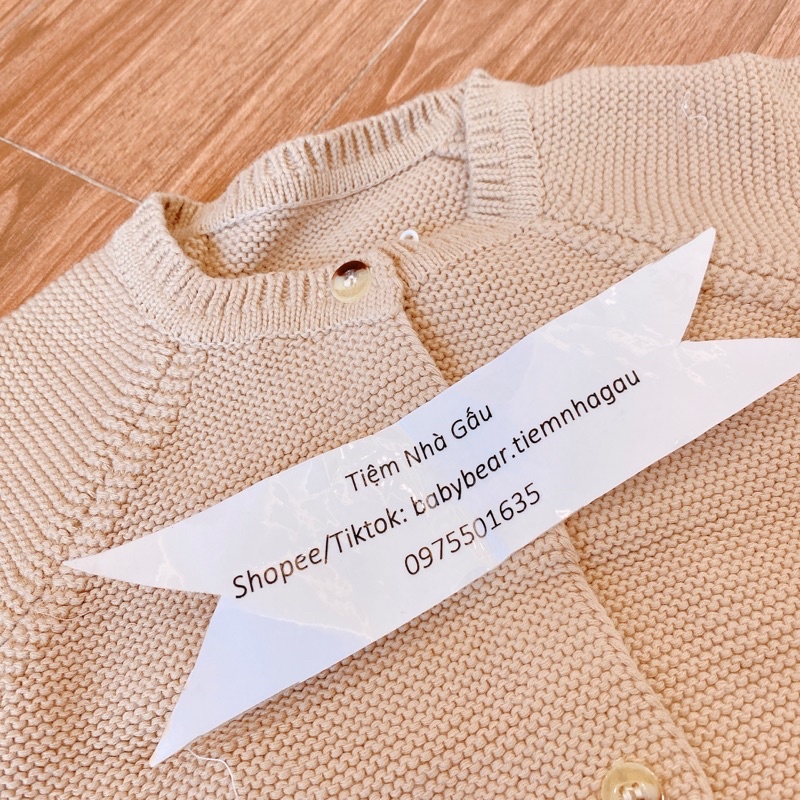 Tiệm Nhà Gấu
Shopee/Tiktok: babybear.tiemnhagau
0975501635